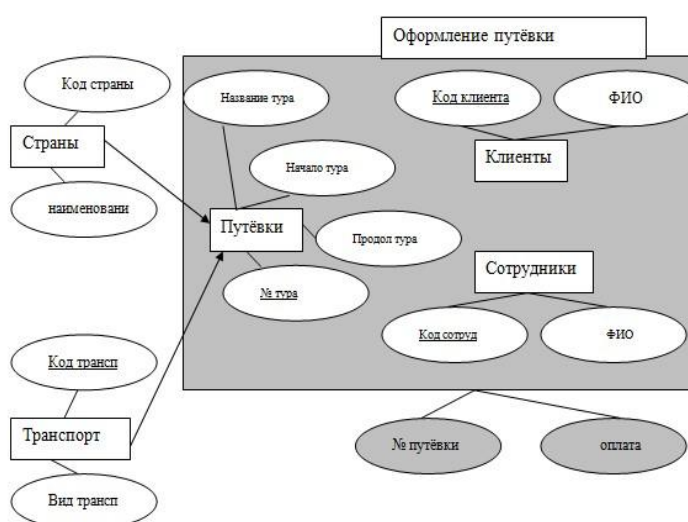 Оформление путёвки
Код страны
Название тура
Код клиента
ФИО
Страны
Клиенты
Начало тура
наименовани
Путёвки
Продол тура
Сотрудники
№ тура
Код сотруд
ФИО
Код трансп
Транспорт
№ путёвки
оплата
Вид трансп